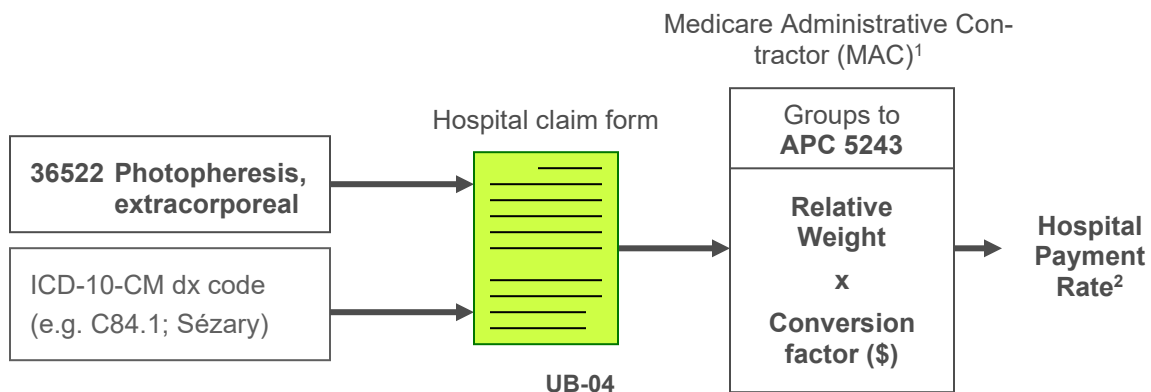 Medicare Administrative Con-
tractor (MAC)1
Hospital claim form
Groups to
APC 5243
36522 Photopheresis,
extracorporeal
Relative
Weight
x
Conversion
factor ($)
Hospital
Payment
Rate2
ICD-10-CM dx code
(e.g. C84.1; Sézary)
UB-04